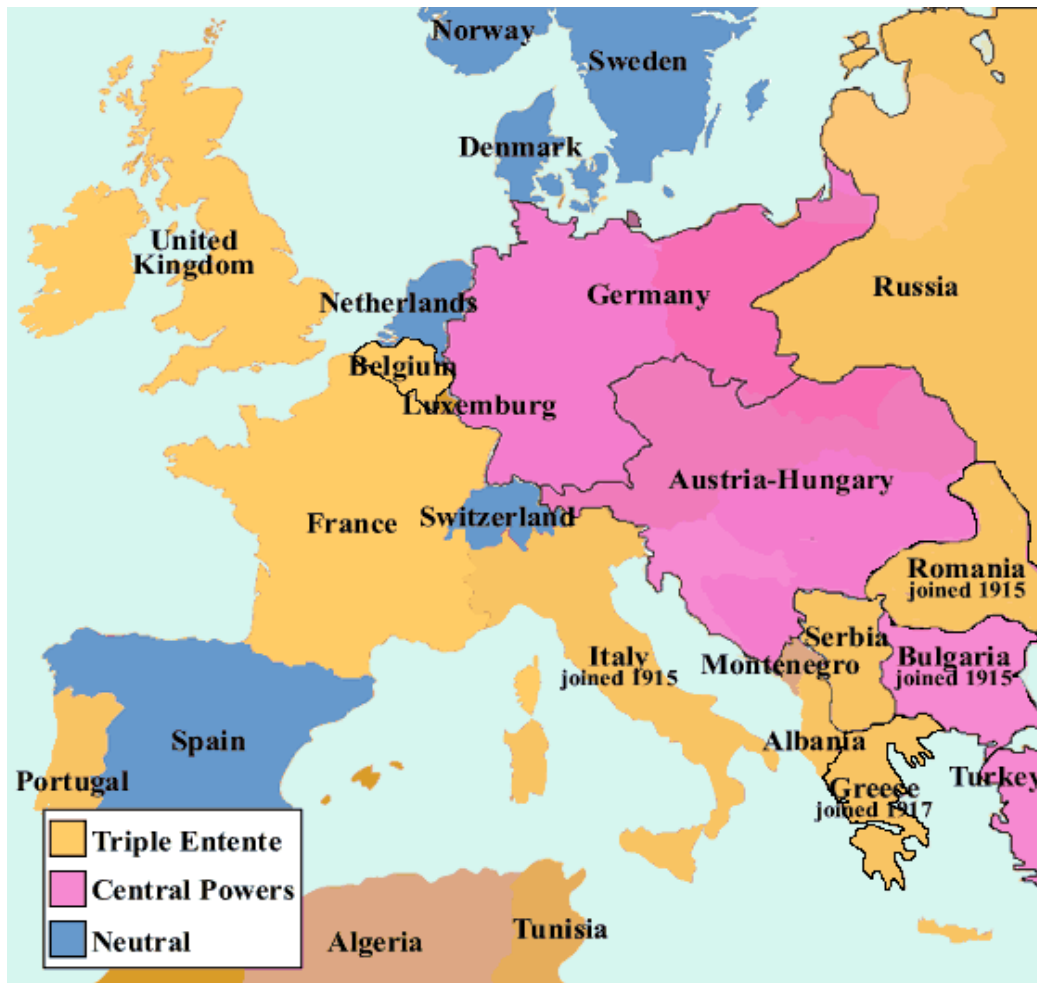 Norway
Sweden
Denmark
United
Kingdom
Netherlands
Germany
Russia
Belgium
Luxemburg
Austria-Hungary
France
Switzerland
Romania
joined 1915
Serbia
Italy
joined 1915
Montenegro
Bulgaria
joined 1915
Spain
Albania
Portugal
Greece
joined 1917
Turkey
Triple Entente
Central Powers
Neutral
Algeria
Tunisia